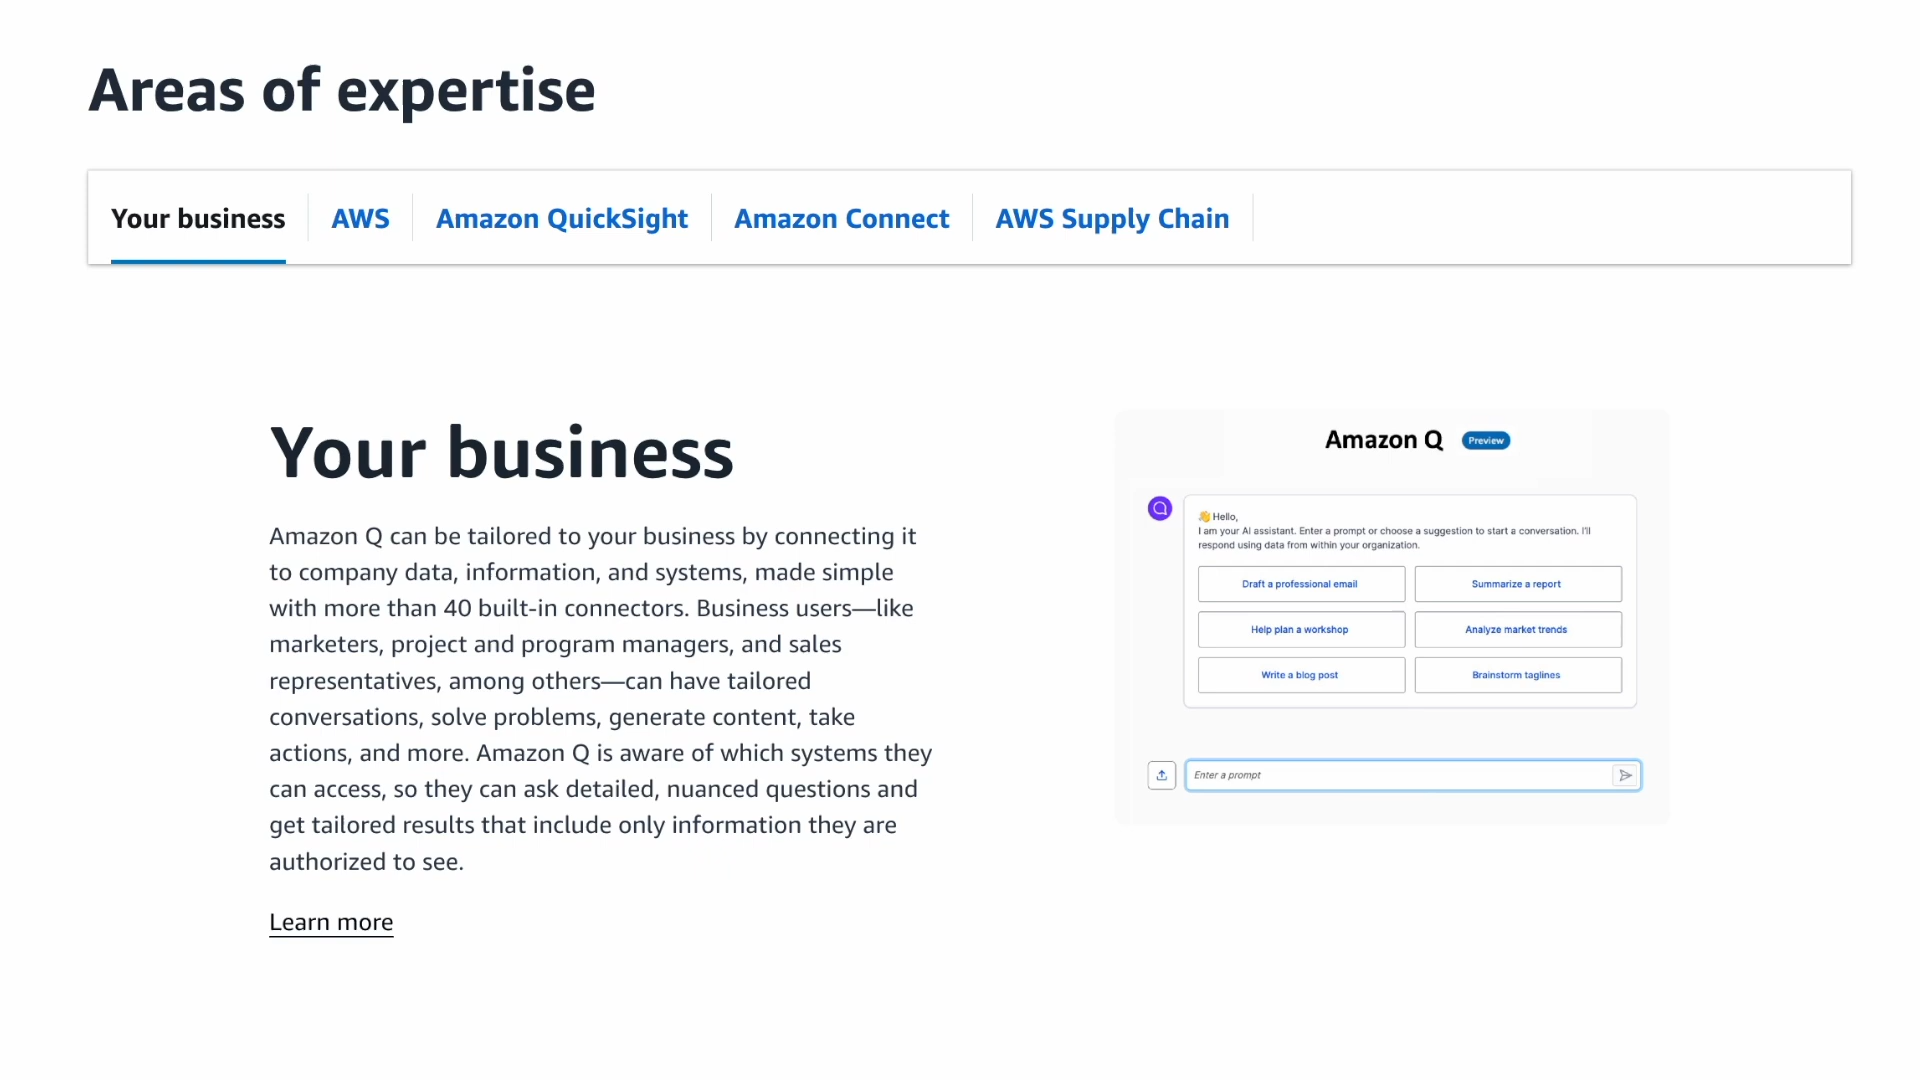 Areas of expertise
Your business
AWS
Amazon QuickSight
Amazon Connect
AWS Supply Chain
Your business
Amazon Q can be tailored to your business by connecting it
to company data, information, and systems, made simple
with more than 40 built-in connectors. Business users—like
marketers, project and program managers, and sales
representatives, among others—can have tailored
conversations, solve problems, generate content, take
actions, and more. Amazon Q is aware of which systems they
can access, so they can ask detailed, nuanced questions and
get tailored results that include only information they are
authorized to see.
Learn more
Amazon Q Preview
👋 Hello,
I am your AI assistant. Enter a prompt or choose a suggestion to start a conversation. I'll
respond using data from within your organization.
Draft a professional email
Summarize a report
Help plan a workshop
Analyze market trends
Write a blog post
Brainstorm taglines
Enter a prompt